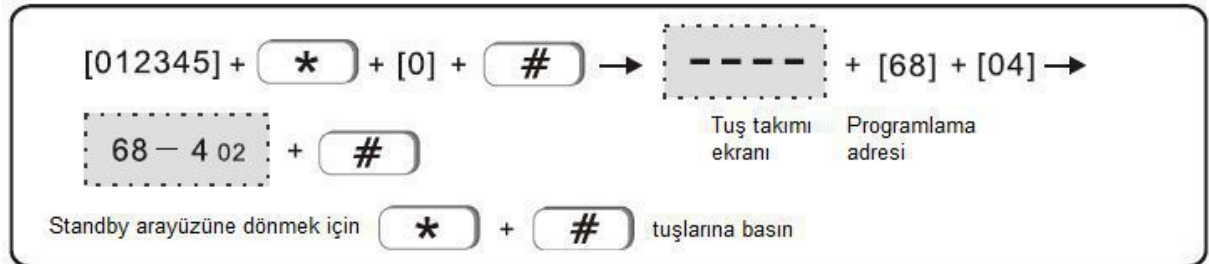 [012345] + * + [0] + # → ---- + [68] + [04] →
Tuş takımı ekranı
Programlama adresi
68 — 4 02 + #
Standby arayüzüne dönmek için * + # tuşlarına basın